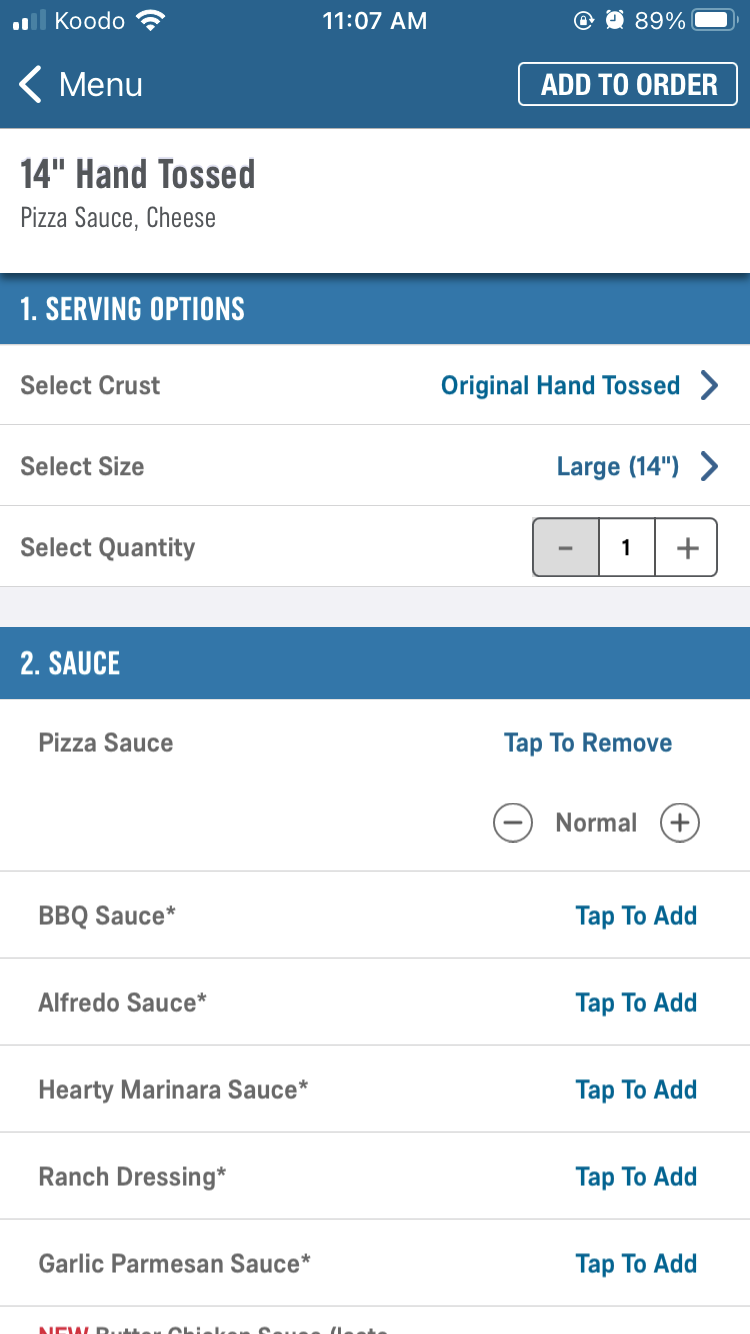 Koodo 11:07 AM 89%
Menu ADD TO ORDER
14" Hand Tossed
Pizza Sauce, Cheese
1. SERVING OPTIONS
Select Crust Original Hand Tossed
Select Size Large (14")
Select Quantity - 1 +
2. SAUCE
Pizza Sauce Tap To Remove
− Normal +
BBQ Sauce* Tap To Add
Alfredo Sauce* Tap To Add
Hearty Marinara Sauce* Tap To Add
Ranch Dressing* Tap To Add
Garlic Parmesan Sauce* Tap To Add
NEW Butter Chicken Sauce